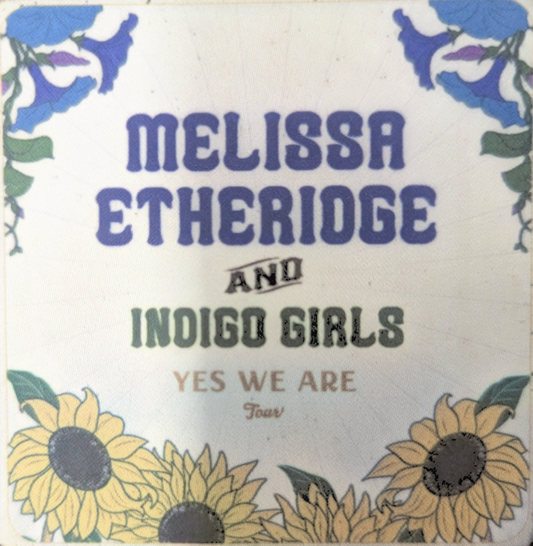 MELISSA
ETHERIDGE
AND
INDIGO GIRLS
YES WE ARE
Tour